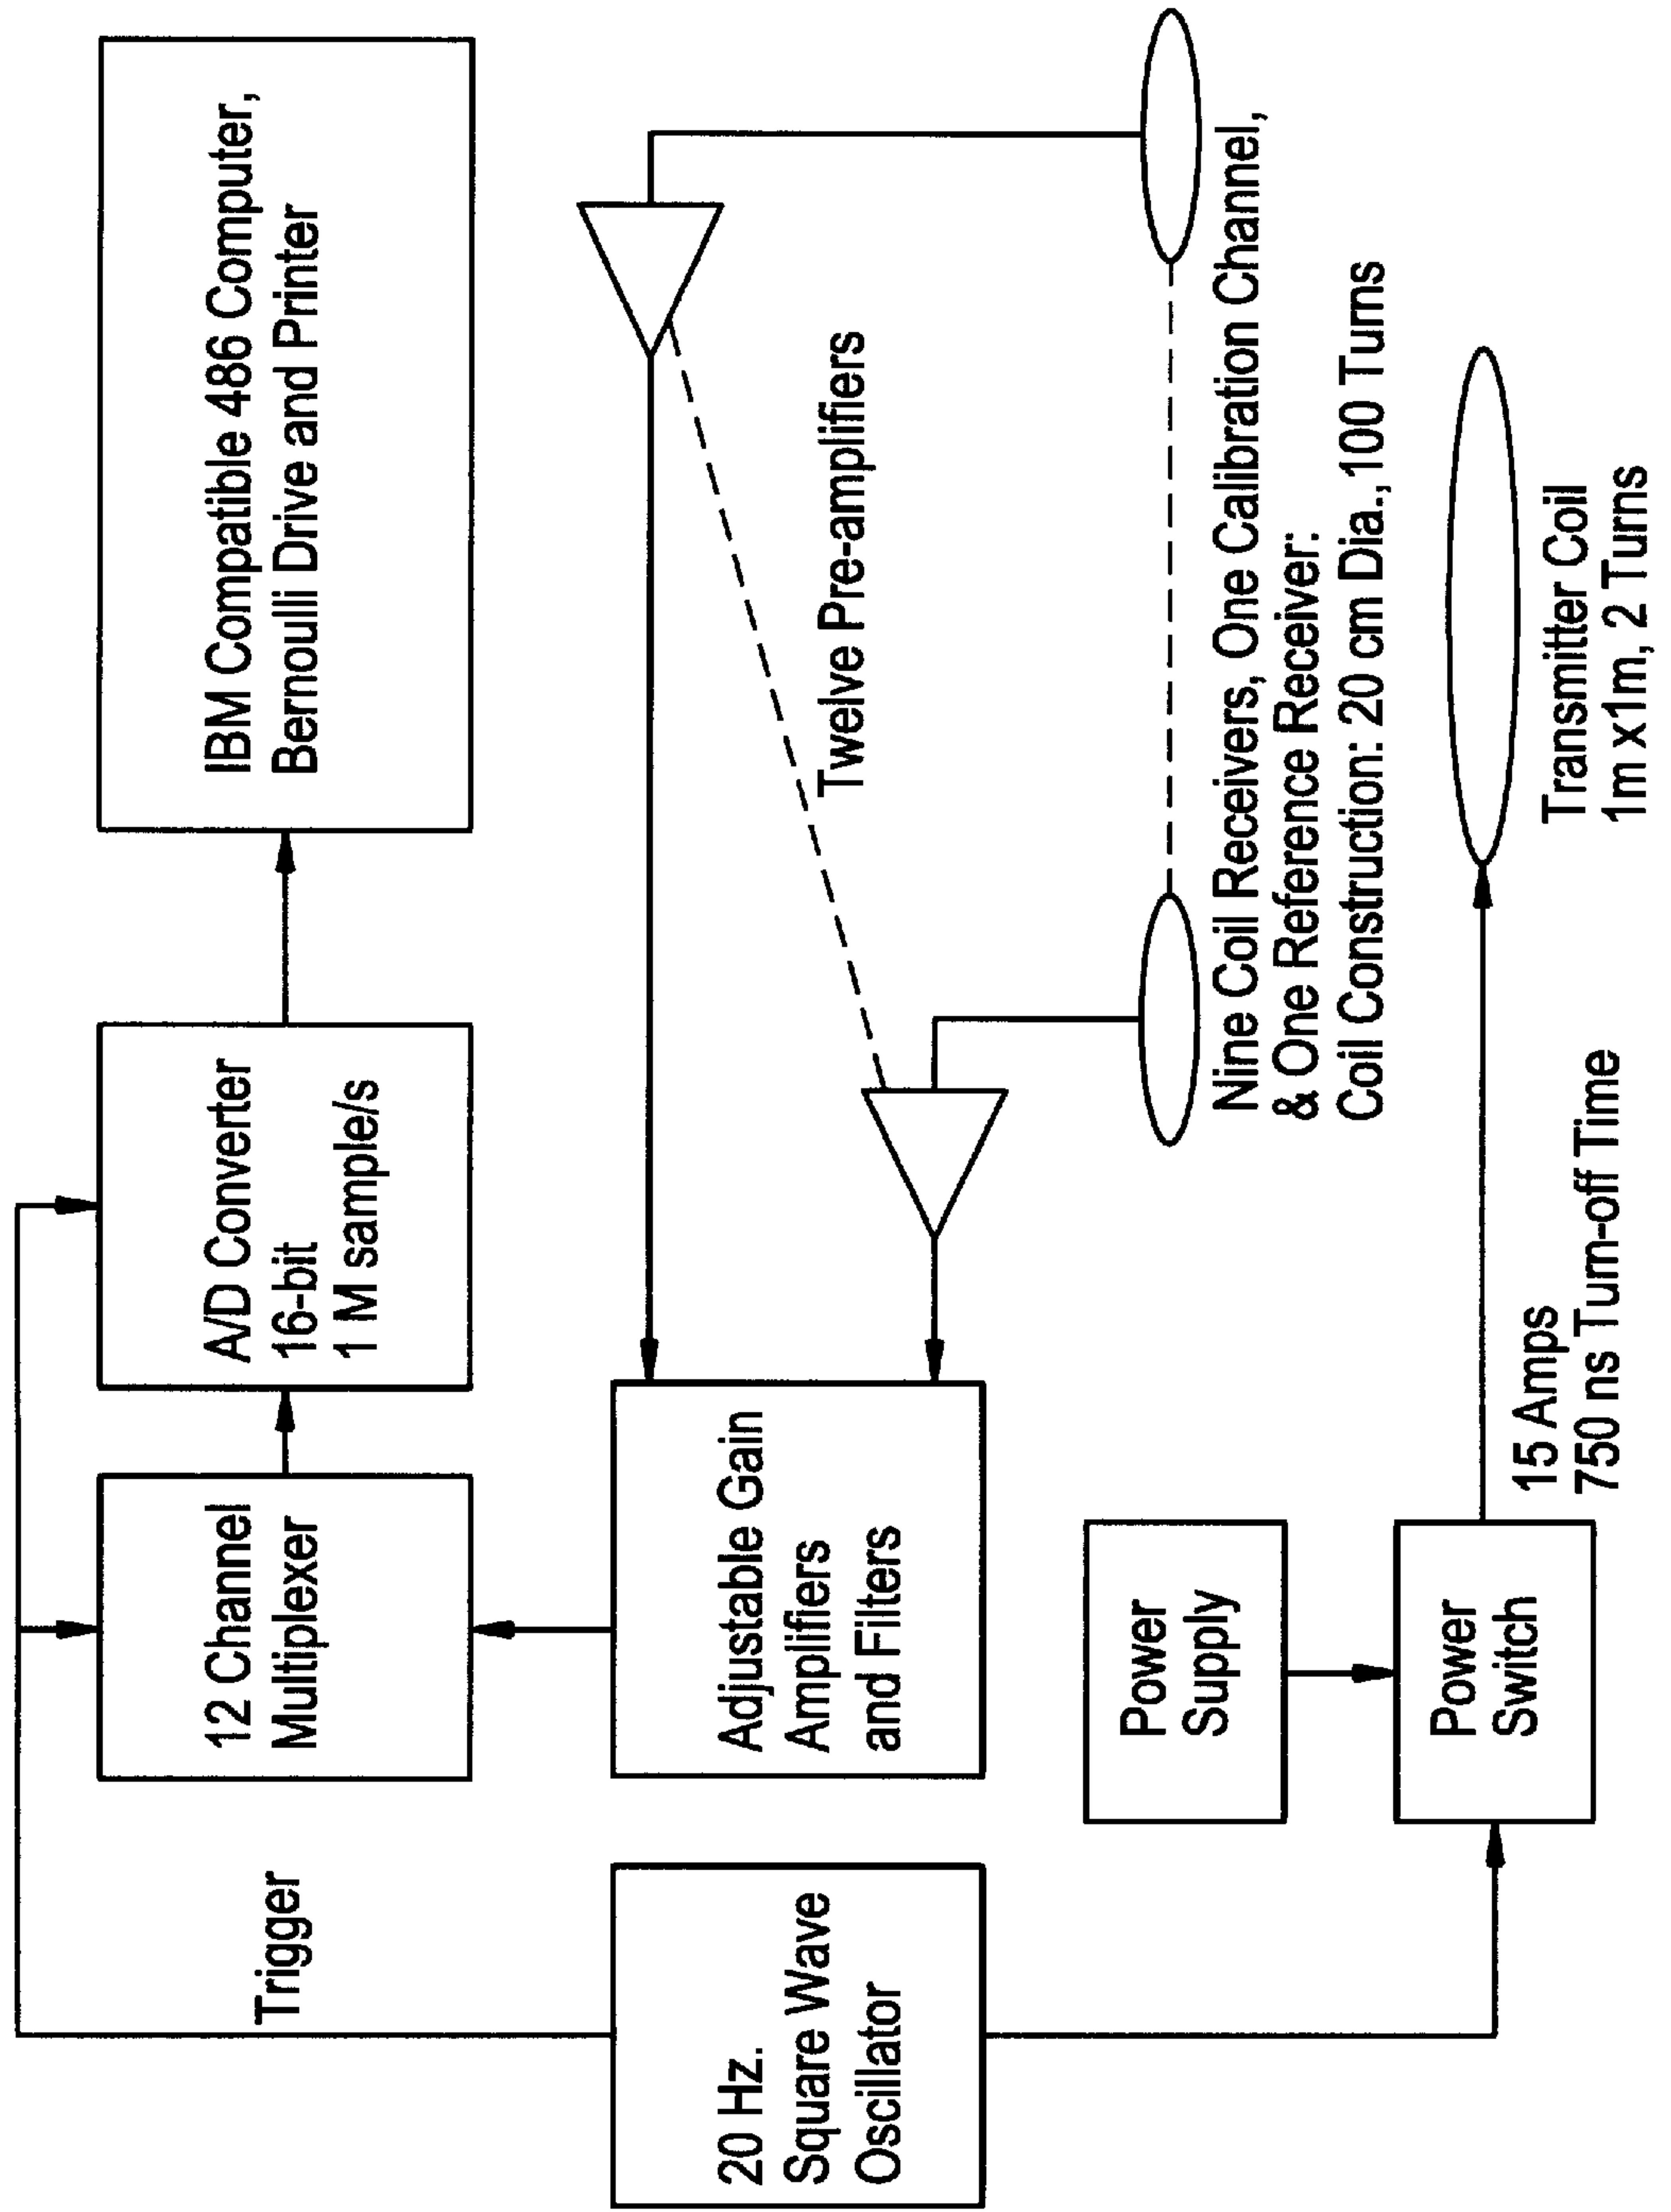 Trigger
12 Channel
Multiplexer
A/D Converter
16-bit
1 M sample/s
IBM Compatible 486 Computer,
Bernoulli Drive and Printer
20 Hz.
Square Wave
Oscillator
Adjustable Gain
Amplifiers
and Filters
Twelve Pre-amplifiers
Nine Coil Receivers, One Calibration Channel,
& One Reference Receiver:
Coil Construction: 20 cm Dia.,100 Turns
Power
Supply
Power
Switch
15 Amps
750 ns Turn-off Time
Transmitter Coil
1m x1m, 2 Turns